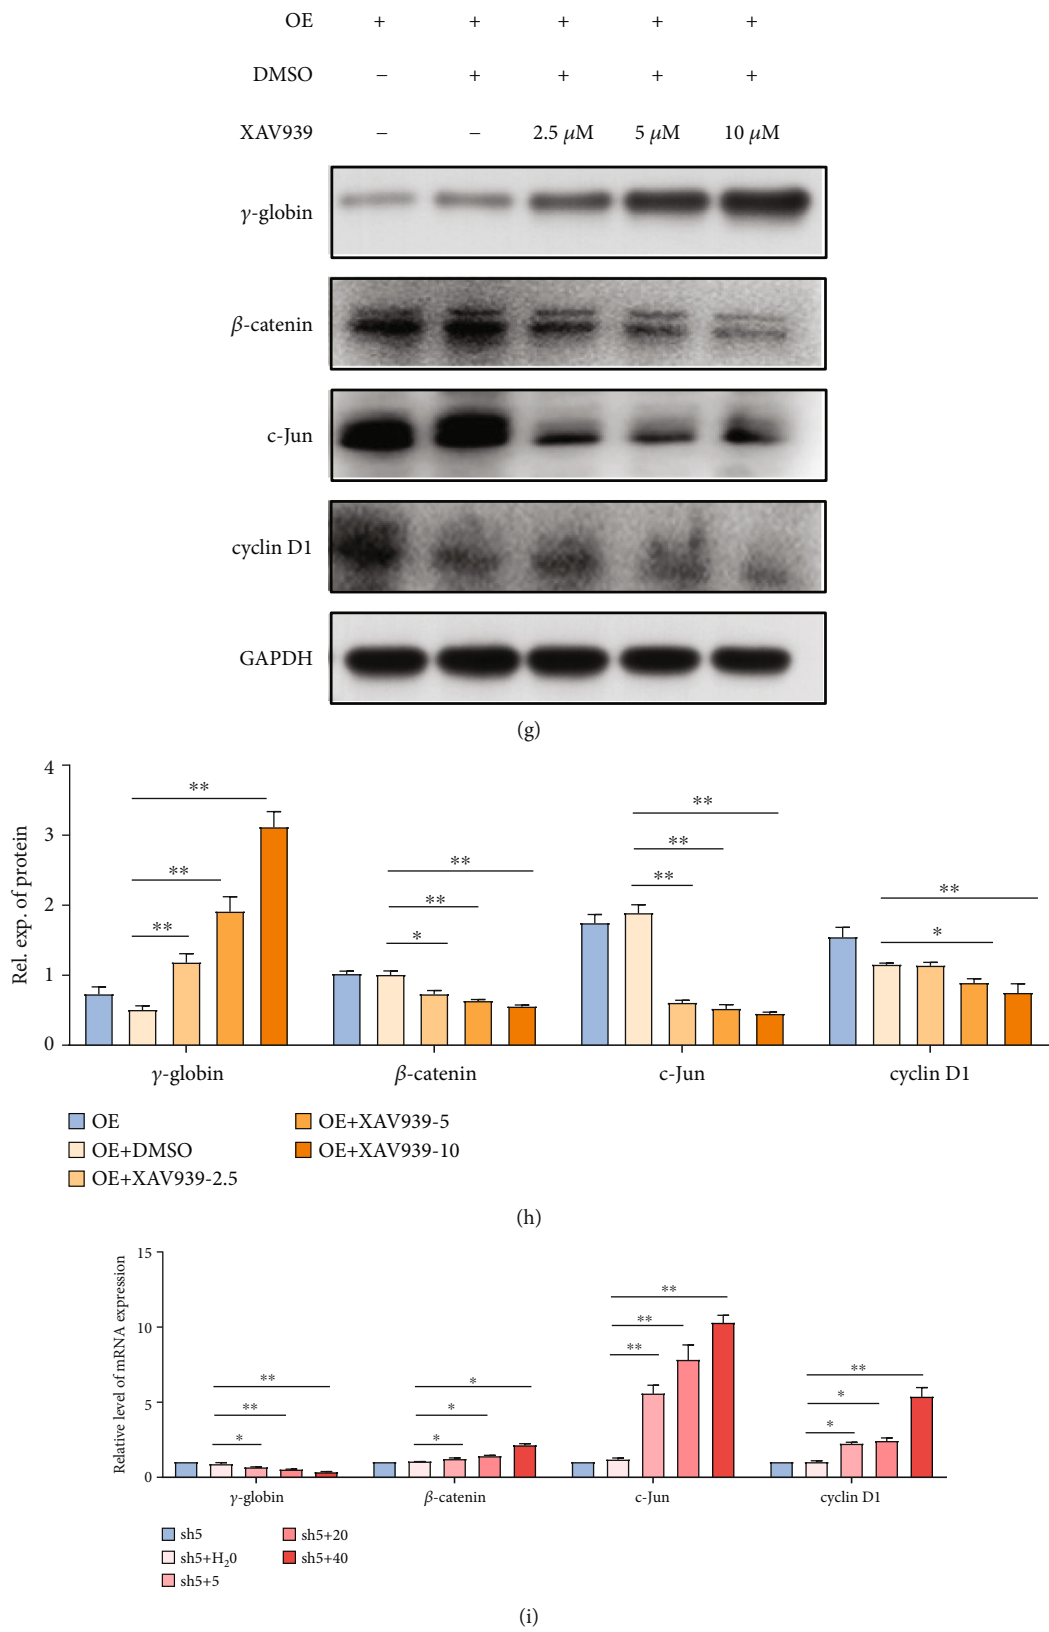 OE + + + + +
DMSO − + + + +
XAV939 − − 2.5 μM 5 μM 10 μM
γ-globin
β-catenin
c-Jun
cyclin D1
GAPDH
(g)
Rel. exp. of protein
4
3
2
1
0
** ** **
** ** *
** ** **
** *
γ-globin β-catenin c-Jun cyclin D1
OE OE+XAV939-5
OE+DMSO OE+XAV939-10
OE+XAV939-2.5
(h)
Relative level of mRNA expression
15
10
5
0
** ** *
* * *
** ** **
** * *
γ-globin β-catenin c-Jun cyclin D1
sh5 sh5+20
sh5+H₂0 sh5+40
sh5+5
(i)